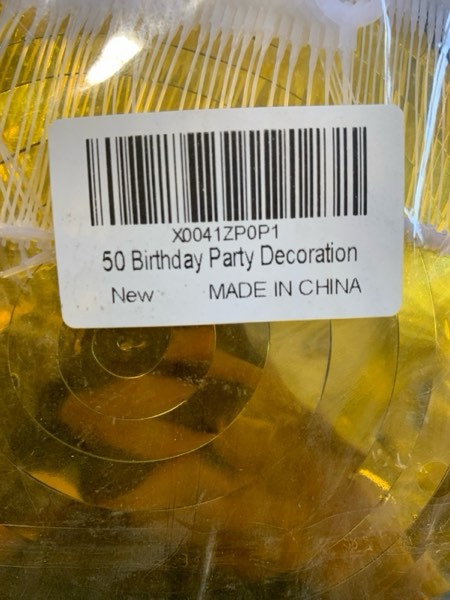 X0041ZP0P1
50 Birthday Party Decoration
New MADE IN CHINA